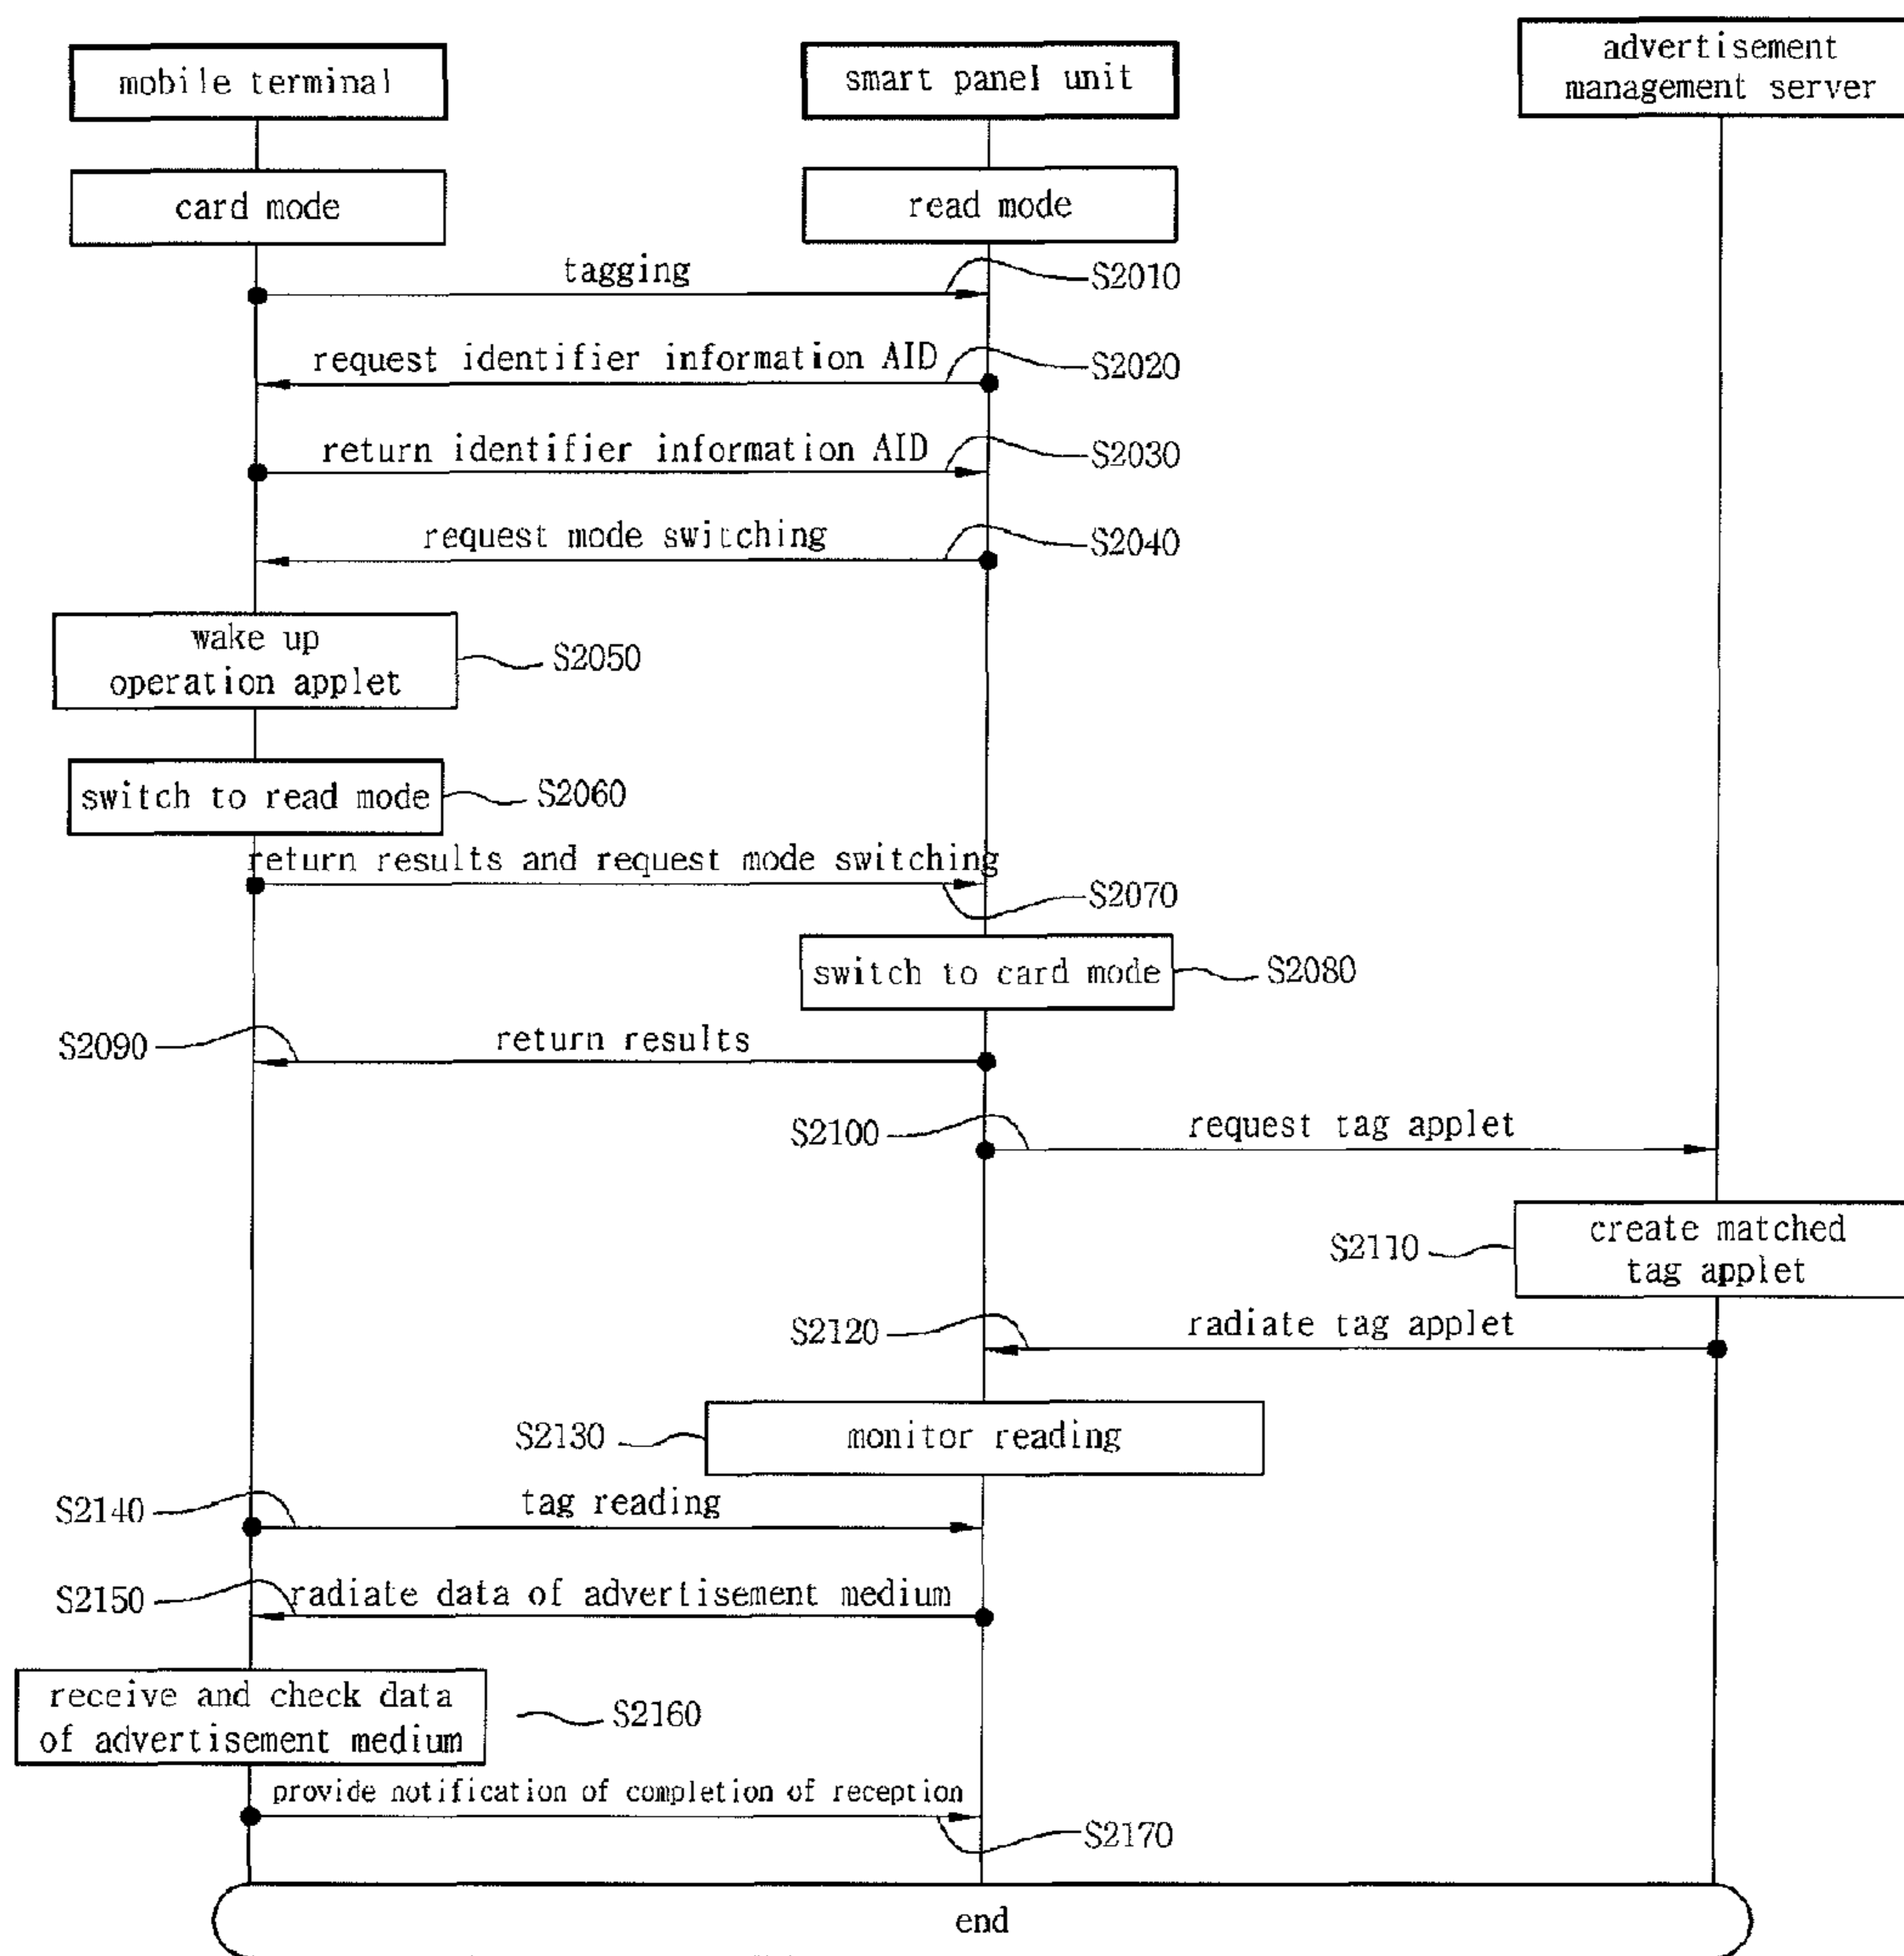 mobile terminal
smart panel unit
advertisement
management server
card mode
read mode
tagging
S2010
request identifier information AID
S2020
return identifier information AID
S2030
request mode switching
S2040
wake up
operation applet
S2050
switch to read mode
S2060
return results and request mode switching
S2070
switch to card mode
S2080
S2090
return results
S2100
request tag applet
S2110
create matched
tag applet
S2120
radiate tag applet
S2130
monitor reading
S2140
tag reading
S2150
radiate data of advertisement medium
receive and check data
of advertisement medium
S2160
provide notification of completion of reception
S2170
end